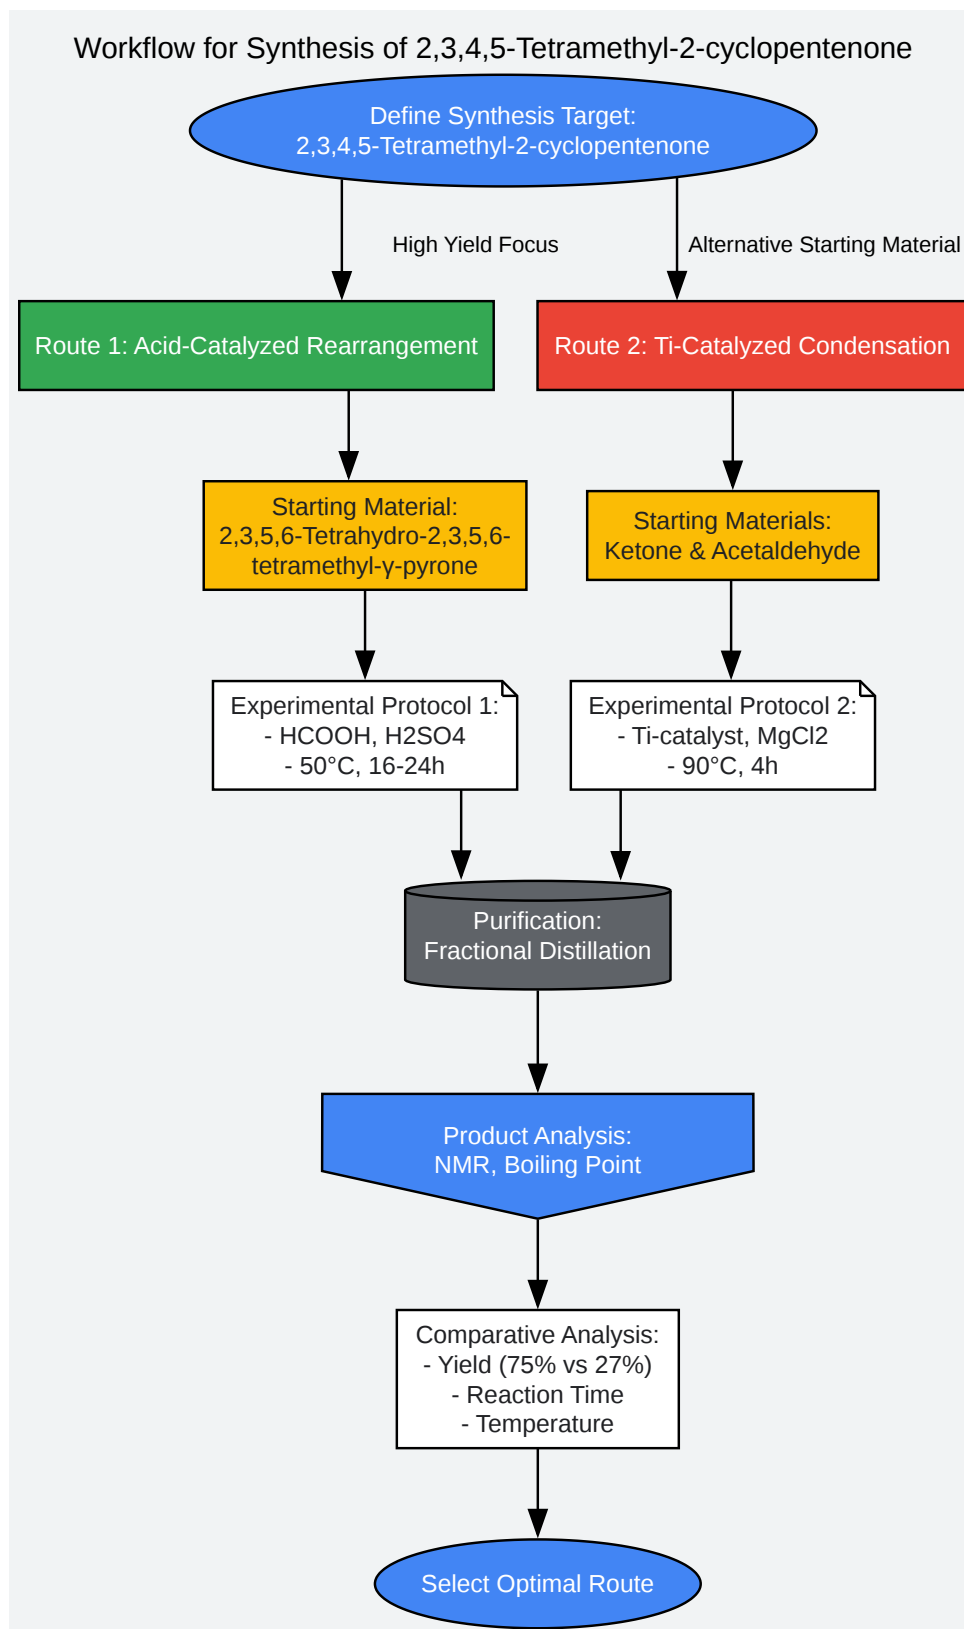 Workflow for Synthesis of 2,3,4,5-Tetramethyl-2-cyclopentenone
Define Synthesis Target:
2,3,4,5-Tetramethyl-2-cyclopentenone
High Yield Focus
Alternative Starting Material
Route 1: Acid-Catalyzed Rearrangement
Route 2: Ti-Catalyzed Condensation
Starting Material:
2,3,5,6-Tetrahydro-2,3,5,6-
tetramethyl-γ-pyrone
Starting Materials:
Ketone & Acetaldehyde
Experimental Protocol 1:
- HCOOH, H2SO4
- 50°C, 16-24h
Experimental Protocol 2:
- Ti-catalyst, MgCl2
- 90°C, 4h
Purification:
Fractional Distillation
Product Analysis:
NMR, Boiling Point
Comparative Analysis:
- Yield (75% vs 27%)
- Reaction Time
- Temperature
Select Optimal Route